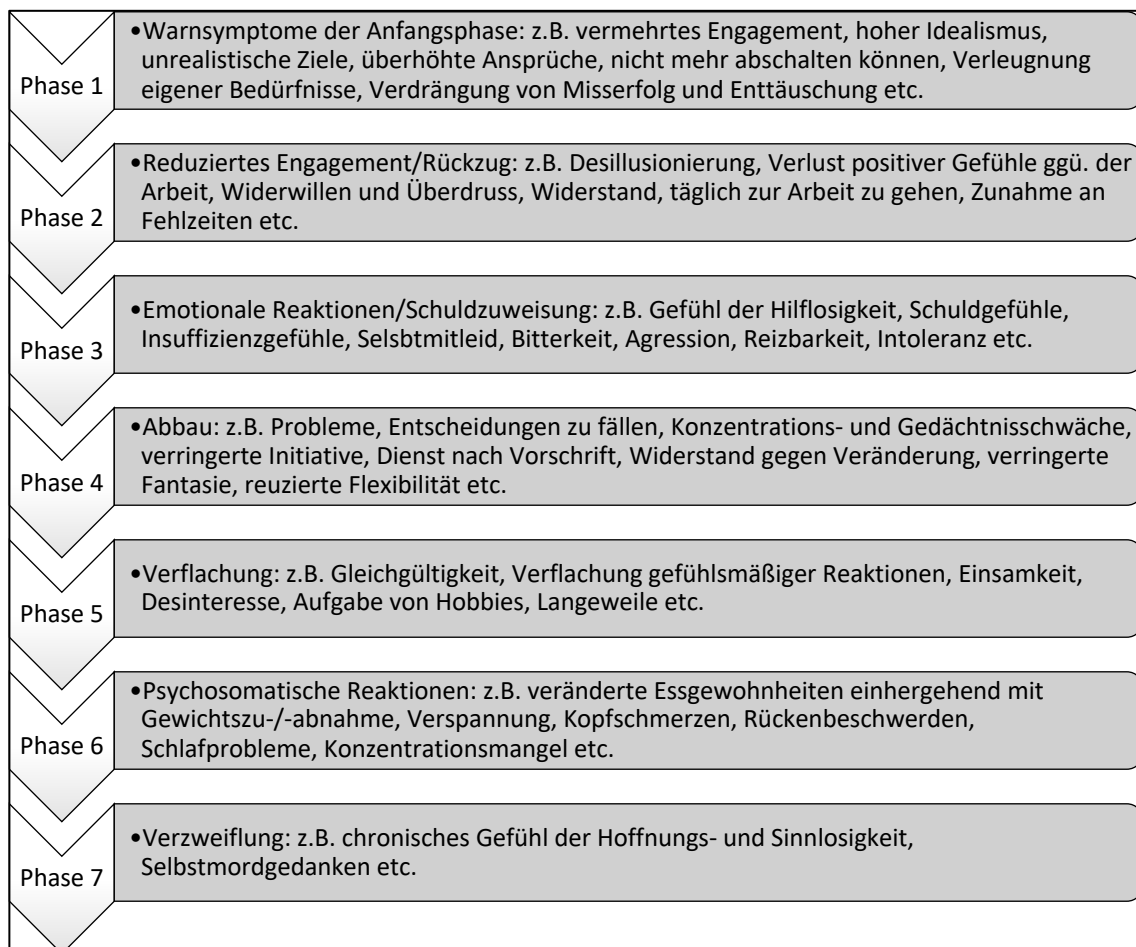 •Warnsymptome der Anfangsphase: z.B. vermehrtes Engagement, hoher Idealismus,
unrealistische Ziele, überhöhte Ansprüche, nicht mehr abschalten können, Verleugnung
eigener Bedürfnisse, Verdrängung von Misserfolg und Enttäuschung etc.
Phase 1
•Reduziertes Engagement/Rückzug: z.B. Desillusionierung, Verlust positiver Gefühle ggü. der
Arbeit, Widerwillen und Überdruss, Widerstand, täglich zur Arbeit zu gehen, Zunahme an
Fehlzeiten etc.
Phase 2
•Emotionale Reaktionen/Schuldzuweisung: z.B. Gefühl der Hilflosigkeit, Schuldgefühle,
Insuffizienzgefühle, Selsbtmitleid, Bitterkeit, Agression, Reizbarkeit, Intoleranz etc.
Phase 3
•Abbau: z.B. Probleme, Entscheidungen zu fällen, Konzentrations- und Gedächtnisschwäche,
verringerte Initiative, Dienst nach Vorschrift, Widerstand gegen Veränderung, verringerte
Fantasie, reuzierte Flexibilität etc.
Phase 4
•Verflachung: z.B. Gleichgültigkeit, Verflachung gefühlsmäßiger Reaktionen, Einsamkeit,
Desinteresse, Aufgabe von Hobbies, Langeweile etc.
Phase 5
•Psychosomatische Reaktionen: z.B. veränderte Essgewohnheiten einhergehend mit
Gewichtszu-/-abnahme, Verspannung, Kopfschmerzen, Rückenbeschwerden,
Schlafprobleme, Konzentrationsmangel etc.
Phase 6
•Verzweiflung: z.B. chronisches Gefühl der Hoffnungs- und Sinnlosigkeit,
Selbstmordgedanken etc.
Phase 7